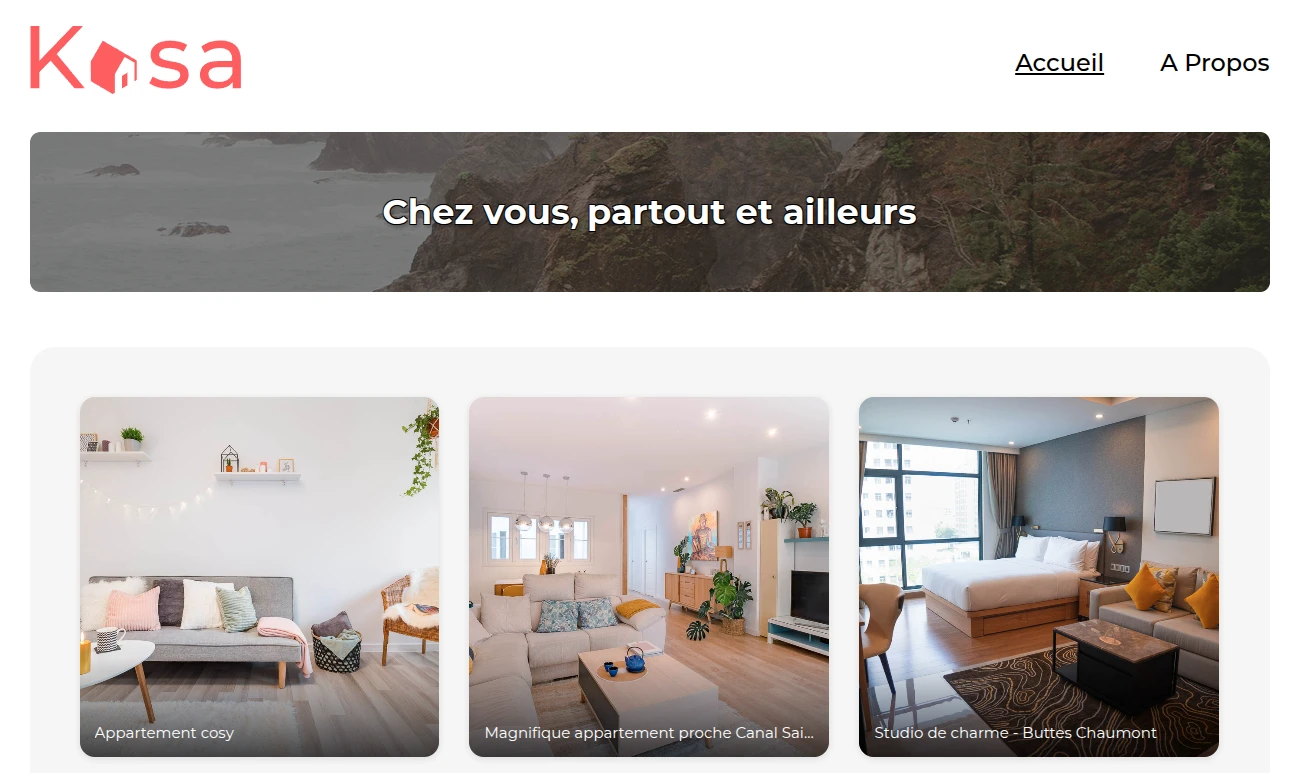 Kosa
Accueil
A Propos
Chez vous, partout et ailleurs
Appartement cosy
Magnifique appartement proche Canal Sai...
Studio de charme - Buttes Chaumont